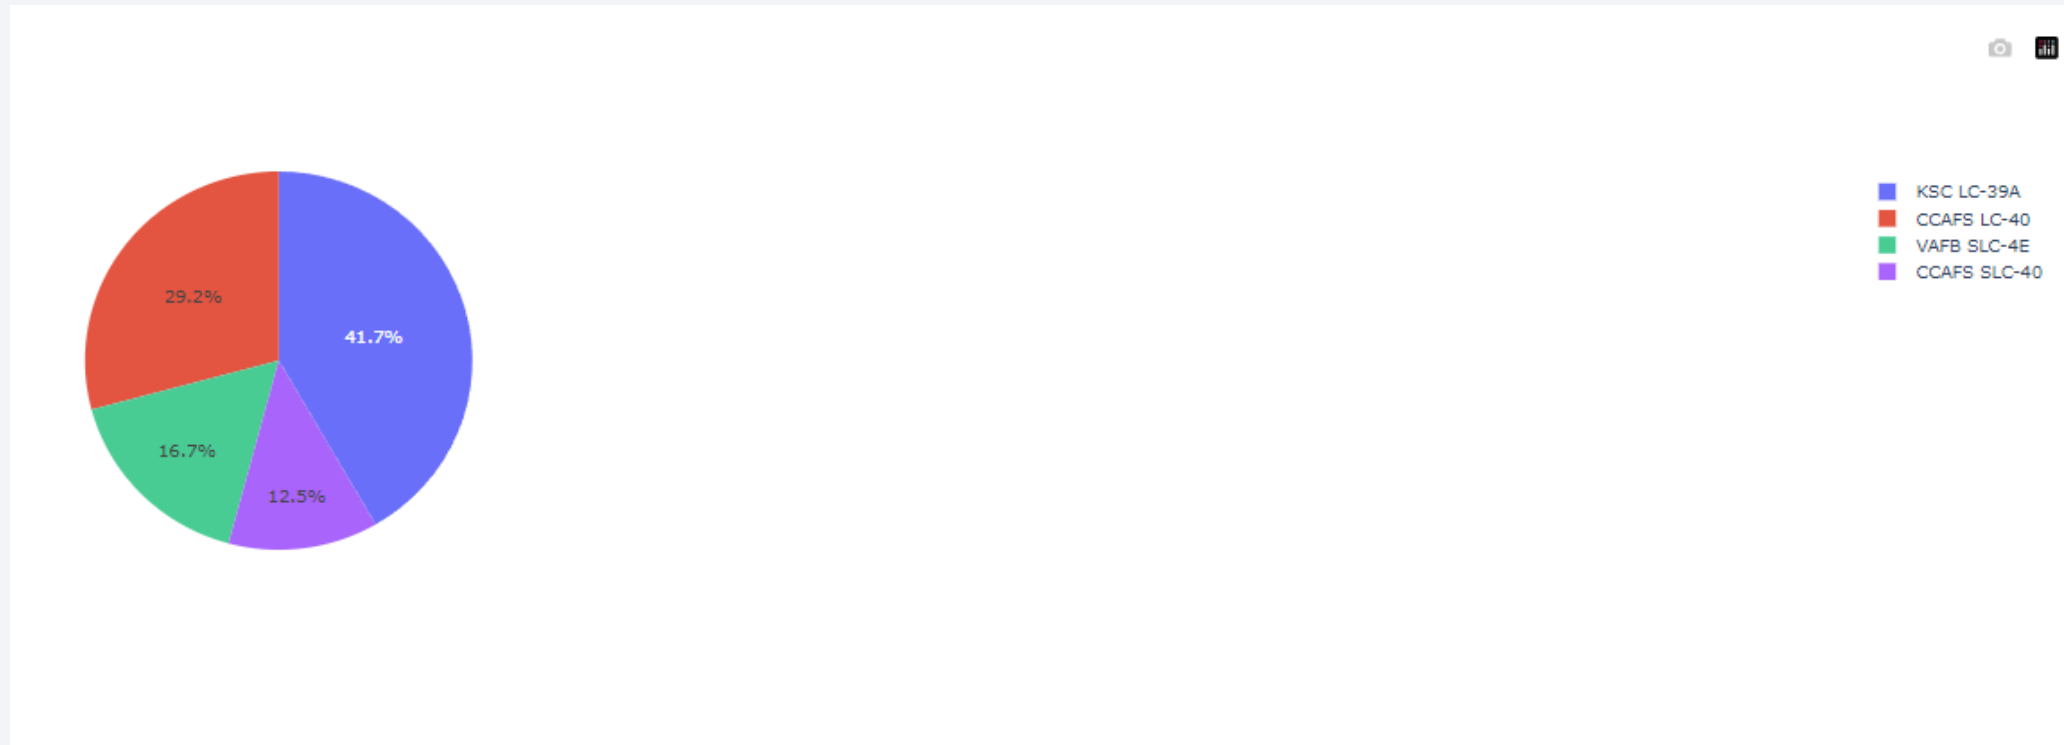 KSC LC-39A
CCAFS LC-40
VAFB SLC-4E
CCAFS SLC-40
29.2%
41.7%
16.7%
12.5%